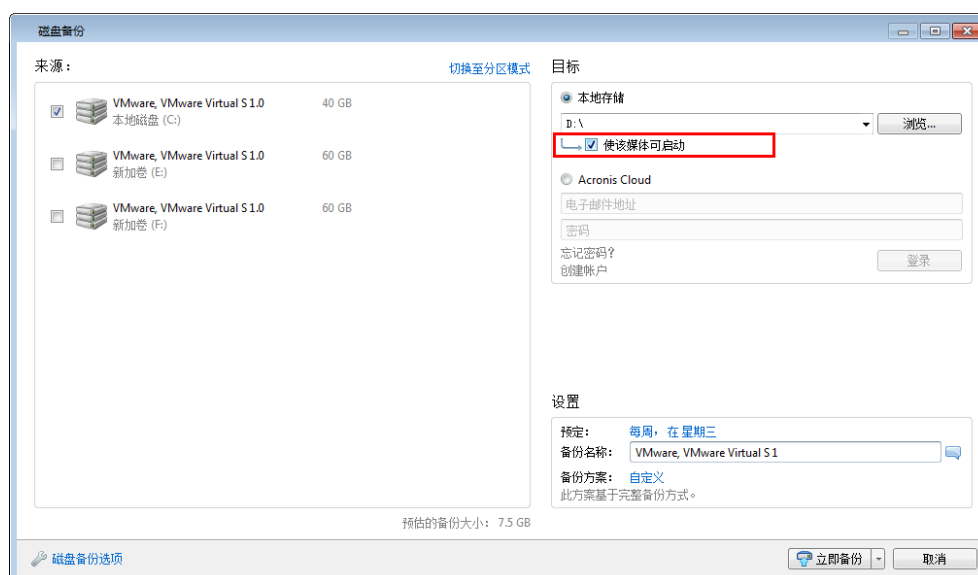 磁盘备份
来源：
切换至分区模式
VMware, VMware Virtual S 1.0
40 GB
本地磁盘 (C:)
VMware, VMware Virtual S 1.0
60 GB
新加卷 (E:)
VMware, VMware Virtual S 1.0
60 GB
新加卷 (F:)
预估的备份大小： 7.5 GB
目标
本地存储
D:\
浏览...
使该媒体可启动
Acronis Cloud
电子邮件地址
密码
忘记密码?
创建帐户
登录
设置
预定： 每周，在 星期三
备份名称： VMware, VMware Virtual S 1
备份方案： 自定义
此方案基于完整备份方式。
磁盘备份选项
立即备份
取消